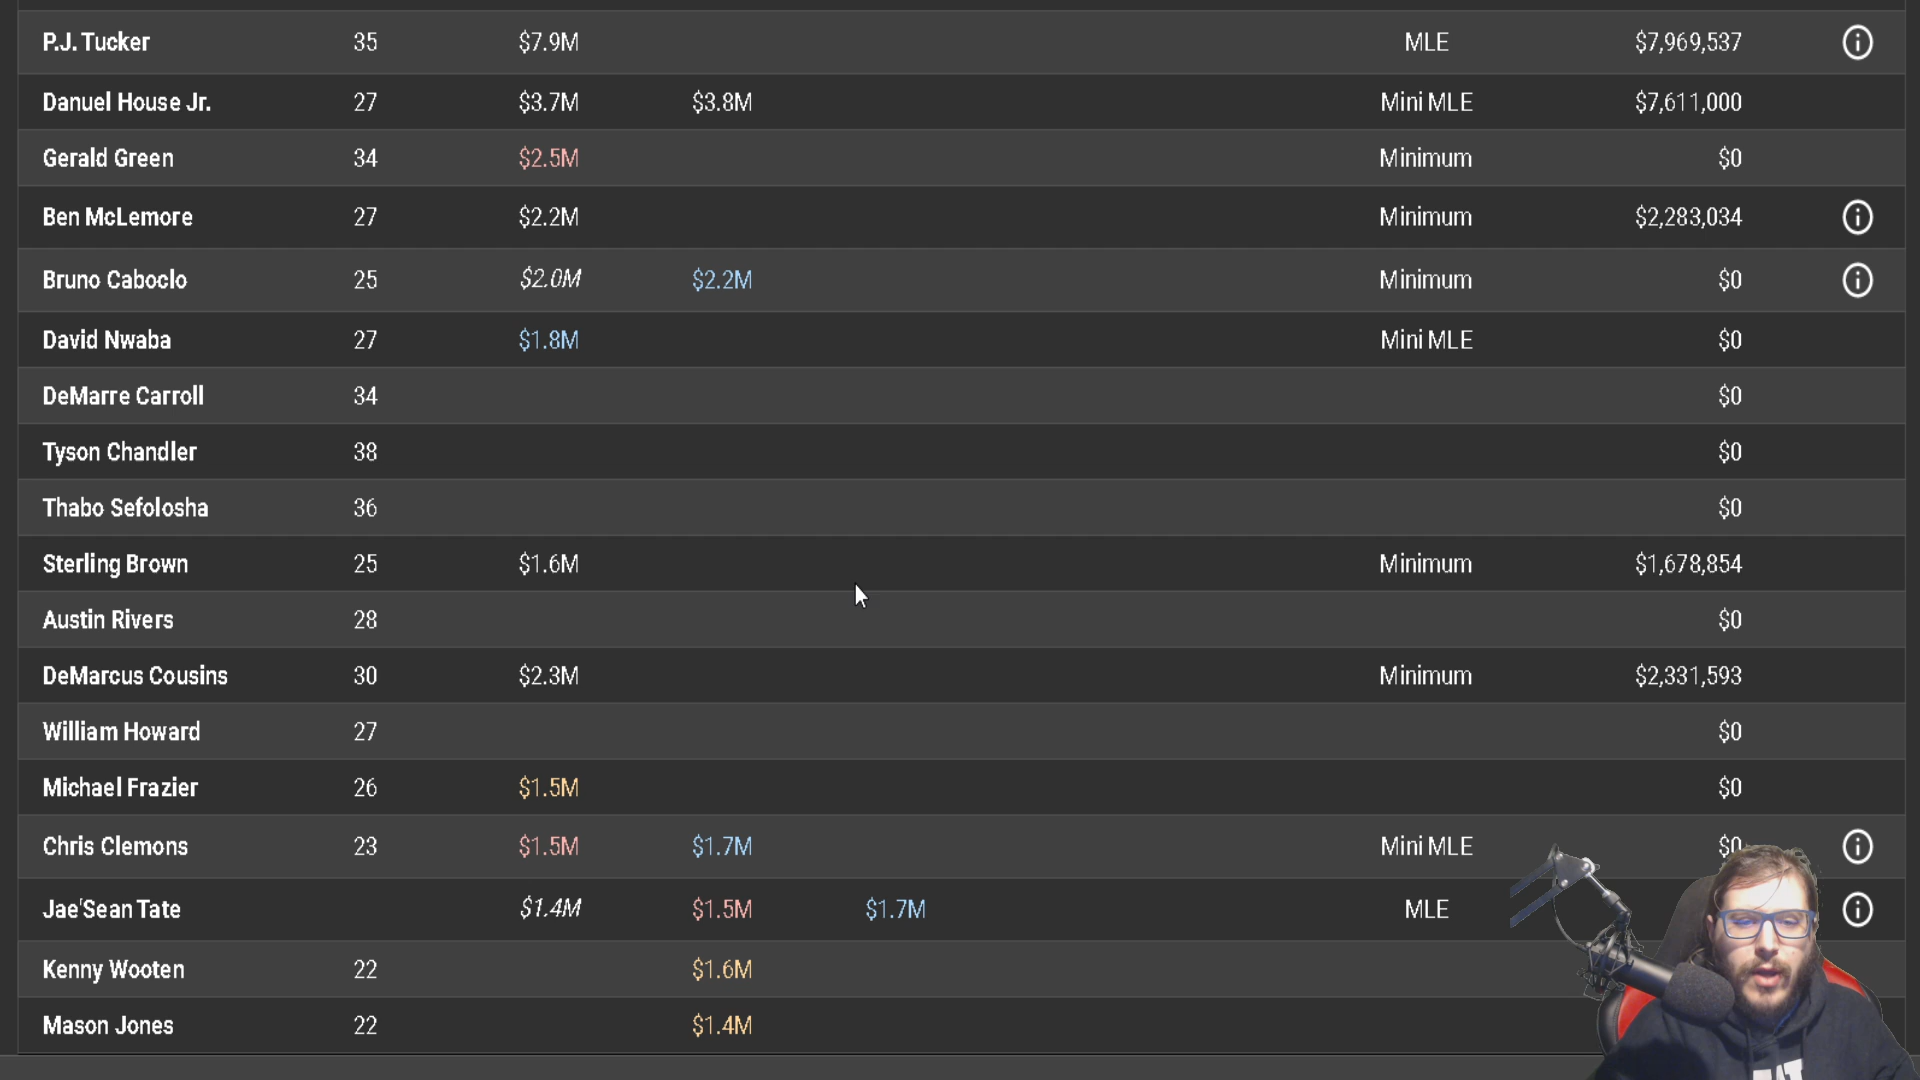 P.J. Tucker 35 $7.9M MLE $7,969,537
Danuel House Jr. 27 $3.7M $3.8M Mini MLE $7,611,000
Gerald Green 34 $2.5M Minimum $0
Ben McLemore 27 $2.2M Minimum $2,283,034
Bruno Caboclo 25 $2.0M $2.2M Minimum $0
David Nwaba 27 $1.8M Mini MLE $0
DeMarre Carroll 34 $0
Tyson Chandler 38 $0
Thabo Sefolosha 36 $0
Sterling Brown 25 $1.6M Minimum $1,678,854
Austin Rivers 28 $0
DeMarcus Cousins 30 $2.3M Minimum $2,331,593
William Howard 27 $0
Michael Frazier 26 $1.5M $0
Chris Clemons 23 $1.5M $1.7M Mini MLE $0
Jae'Sean Tate $1.4M $1.5M $1.7M MLE
Kenny Wooten 22 $1.6M
Mason Jones 22 $1.4M